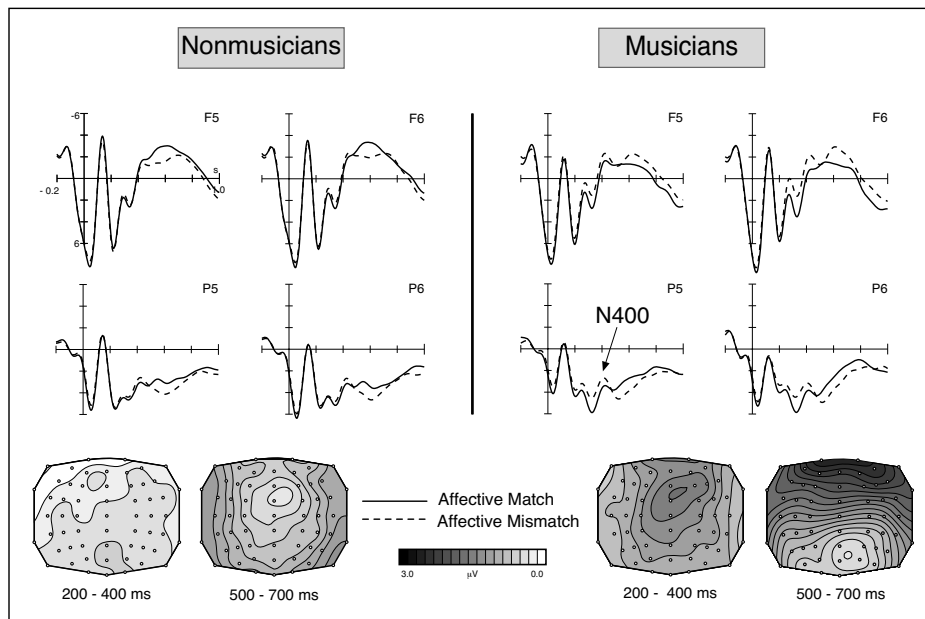 Nonmusicians
Musicians
-6
F5
F6
F5
F6
s
- 0.2
.0
6
P5
P6
P5
P6
N400
Affective Match
Affective Mismatch
3.0
µV
0.0
200 - 400 ms
500 - 700 ms
200 - 400 ms
500 - 700 ms